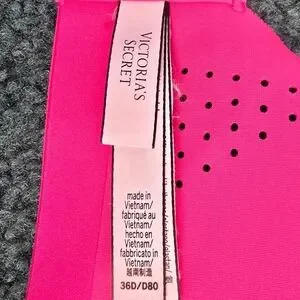 VICTORIA'S
SECRET
made in
Vietnam/
fabriqué au
Vietnam/
hecho en
Vietnam/
fabbricato in
Vietnam/
越南制造
36D/D80